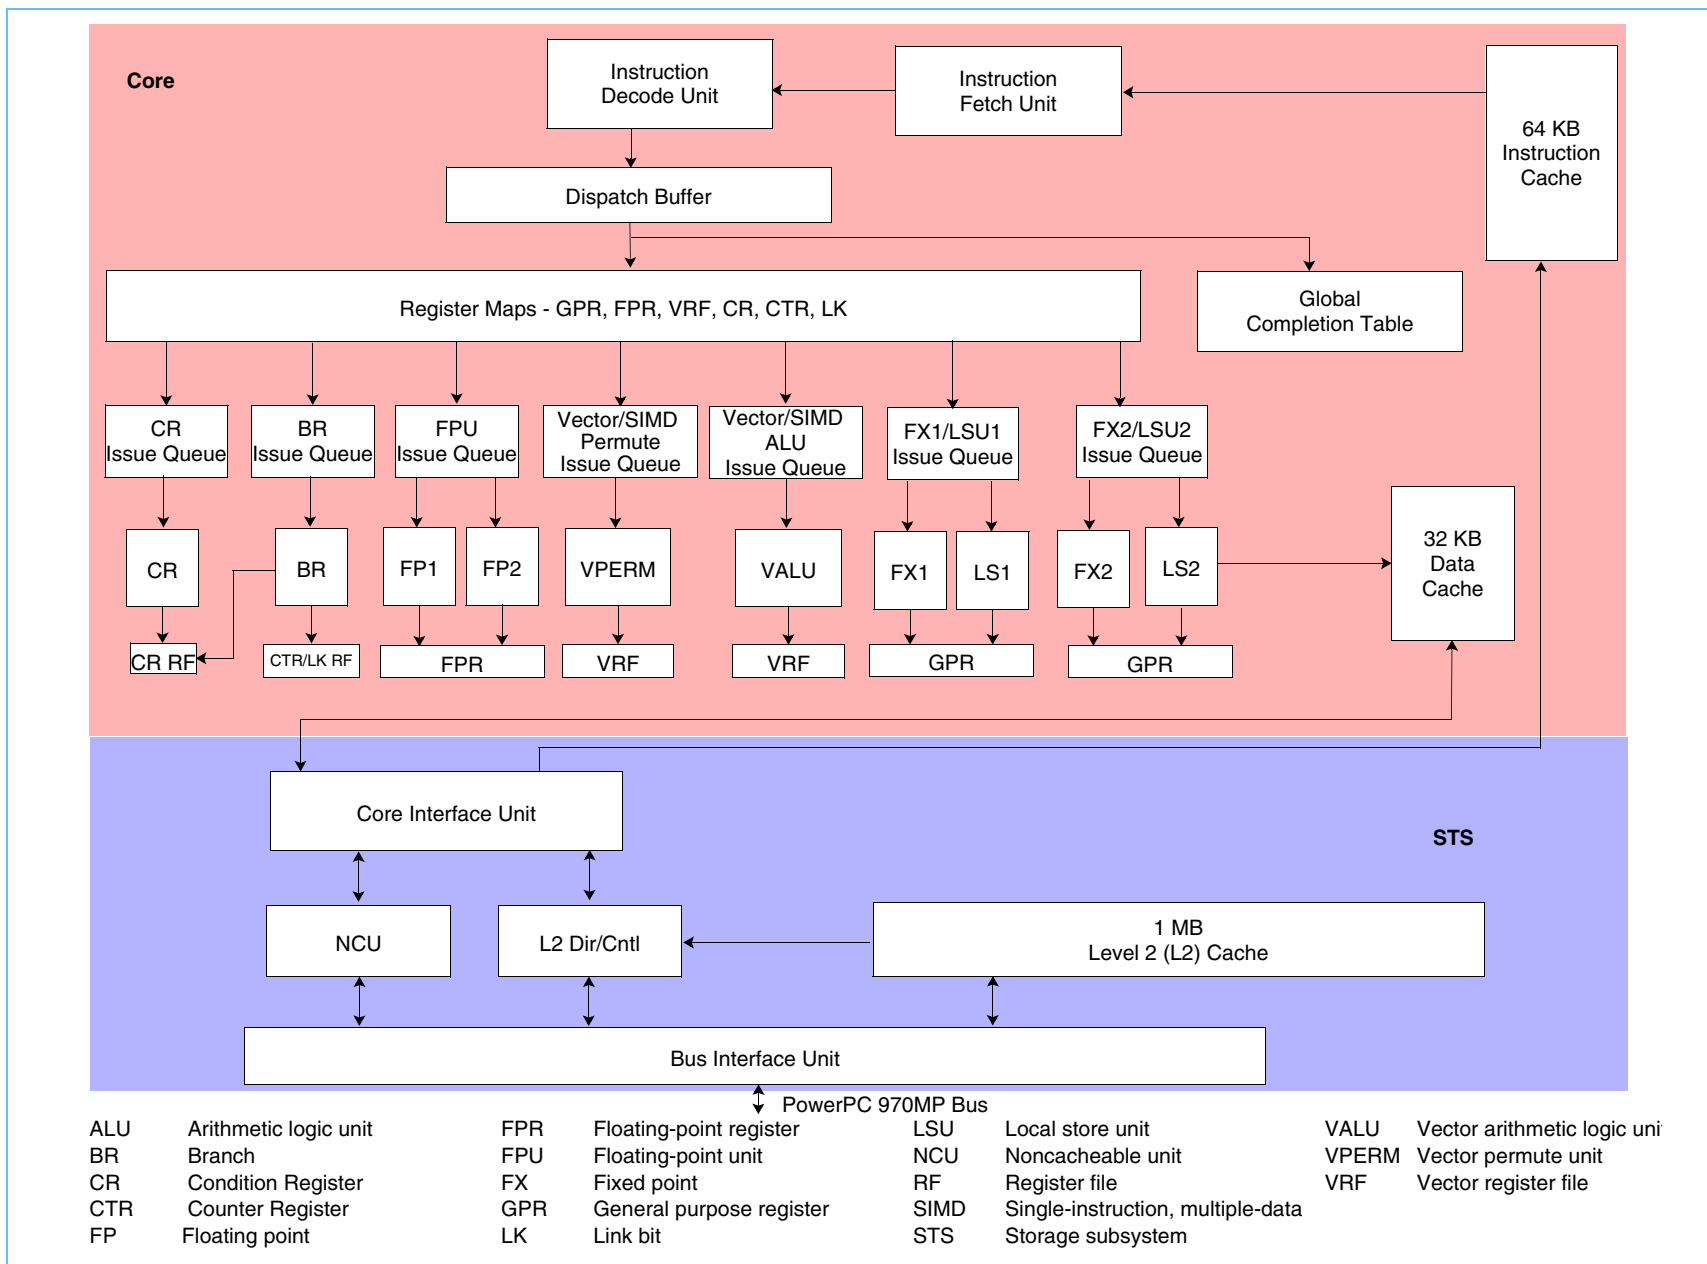 Core
Instruction
Decode Unit
Instruction
Fetch Unit
64 KB
Instruction
Cache
Dispatch Buffer
Register Maps - GPR, FPR, VRF, CR, CTR, LK
Global
Completion Table
CR
Issue Queue
BR
Issue Queue
FPU
Issue Queue
Vector/SIMD
Permute
Issue Queue
Vector/SIMD
ALU
Issue Queue
FX1/LSU1
Issue Queue
FX2/LSU2
Issue Queue
CR
BR
FP1
FP2
VPERM
VALU
FX1
LS1
FX2
LS2
32 KB
Data
Cache
CR RF
CTR/LK RF
FPR
VRF
VRF
GPR
GPR
Core Interface Unit
STS
NCU
L2 Dir/Cntl
1 MB
Level 2 (L2) Cache
Bus Interface Unit
PowerPC 970MP Bus
ALU Arithmetic logic unit
BR Branch
CR Condition Register
CTR Counter Register
FP Floating point
FPR Floating-point register
FPU Floating-point unit
FX Fixed point
GPR General purpose register
LK Link bit
LSU Local store unit
NCU Noncacheable unit
RF Register file
SIMD Single-instruction, multiple-data
STS Storage subsystem
VALU Vector arithmetic logic uni
VPERM Vector permute unit
VRF Vector register file